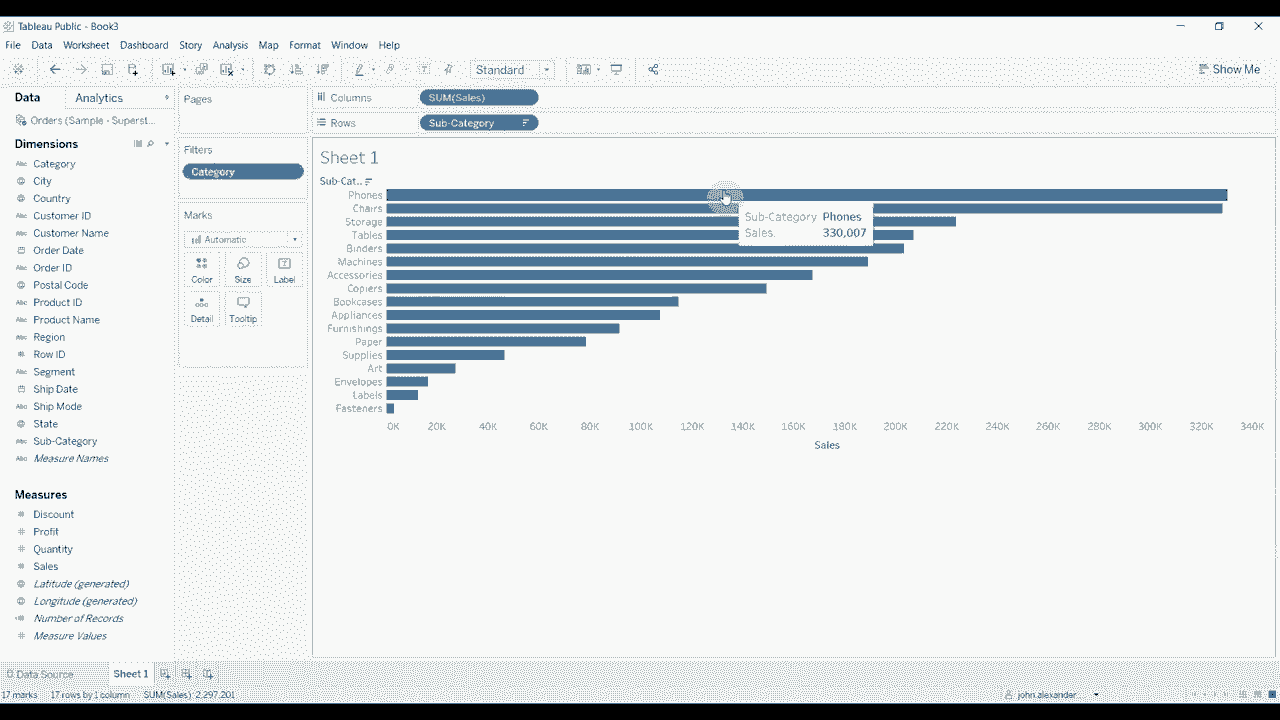 Tableau Public - Book3
File Data Worksheet Dashboard Story Analysis Map Format Window Help
Standard
Show Me
Data Analytics
Orders (Sample - Superst...
Dimensions
Category
City
Country
Customer ID
Customer Name
Order Date
Order ID
Postal Code
Product ID
Product Name
Region
Row ID
Segment
Ship Date
Ship Mode
State
Sub-Category
Measure Names
Measures
Discount
Profit
Quantity
Sales
Latitude (generated)
Longitude (generated)
Number of Records
Measure Values
Pages
Filters
Category
Marks
Automatic
Color Size Label
Detail Tooltip
Columns SUM(Sales)
Rows Sub-Category
Sheet 1
Sub-Cat..
Phones
Chairs
Storage
Tables
Binders
Machines
Accessories
Copiers
Bookcases
Appliances
Furnishings
Paper
Supplies
Art
Envelopes
Labels
Fasteners
Sub-Category Phones
Sales: 330,007
0K 20K 40K 60K 80K 100K 120K 140K 160K 180K 200K 220K 240K 260K 280K 300K 320K 340K
Sales
Data Source Sheet 1
17 marks 17 rows by 1 column SUM(Sales): 2,297,201
john.alexander